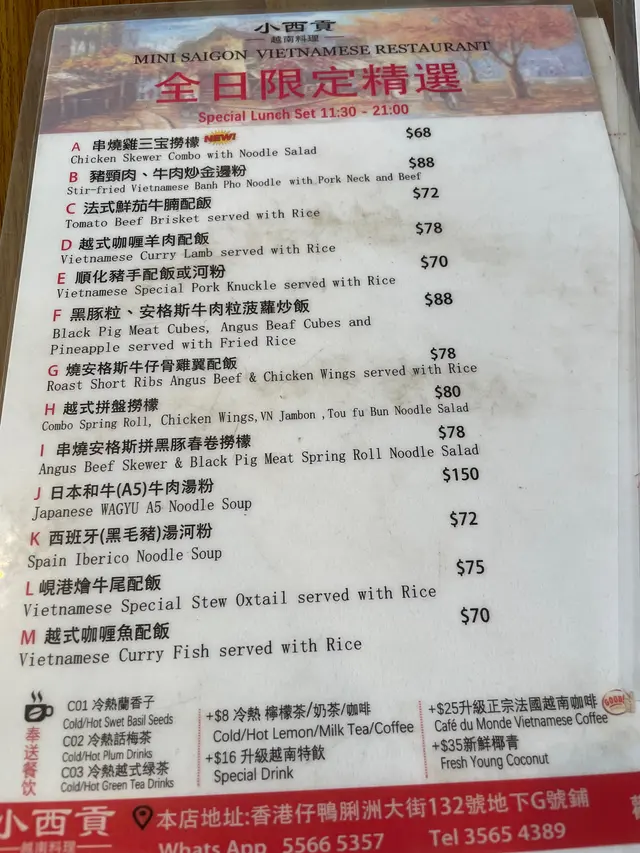 小西貢
越南料理
MINI SAIGON VIETNAMESE RESTAURANT
全日限定精選
Special Lunch Set 11:30 - 21:00
A 串燒雞三宝撈檬 NEW! $68
Chicken Skewer Combo with Noodle Salad
B 豬頸肉、牛肉炒金邊粉 $88
Stir-fried Vietnamese Banh Pho Noodle with Pork Neck and Beef
C 法式鮮茄牛腩配飯 $72
Tomato Beef Brisket served with Rice
D 越式咖喱羊肉配飯 $78
Vietnamese Curry Lamb served with Rice
E 順化豬手配飯或河粉 $70
Vietnamese Special Pork Knuckle served with Rice
F 黑豚粒、安格斯牛肉粒菠蘿炒飯 $88
Black Pig Meat Cubes, Angus Beaf Cubes and
Pineapple served with Fried Rice
G 燒安格斯牛仔骨雞翼配飯 $78
Roast Short Ribs Angus Beef & Chicken Wings served with Rice
H 越式拼盤撈檬 $80
Combo Spring Roll, Chicken Wings,VN Jambon ,Tou fu Bun Noodle Salad
I 串燒安格斯拼黑豚春卷撈檬 $78
Angus Beef Skewer & Black Pig Meat Spring Roll Noodle Salad
J 日本和牛(A5)牛肉湯粉 $150
Japanese WAGYU A5 Noodle Soup
K 西班牙(黑毛豬)湯河粉 $72
Spain Iberico Noodle Soup
L 峴港燴牛尾配飯 $75
Vietnamese Special Stew Oxtail served with Rice
M 越式咖喱魚配飯 $70
Vietnamese Curry Fish served with Rice
奉送餐飲
C01 冷熱蘭香子
Cold/Hot Swet Basil Seeds
C02 冷熱話梅茶
Cold/Hot Plum Drinks
C03 冷熱越式绿茶
Cold/Hot Green Tea Drinks
+$8 冷熱 檸檬茶/奶茶/咖啡
Cold/Hot Lemon/Milk Tea/Coffee
+$16 升級越南特飲
Special Drink
+$25升級正宗法國越南咖啡 GOOD!
Café du Monde Vietnamese Coffee
+$35新鮮椰青
Fresh Young Coconut
小西貢
越南料理
本店地址:香港仔鴨脷洲大街132號地下G號鋪
Whats App 5566 5357 Tel 3565 4389